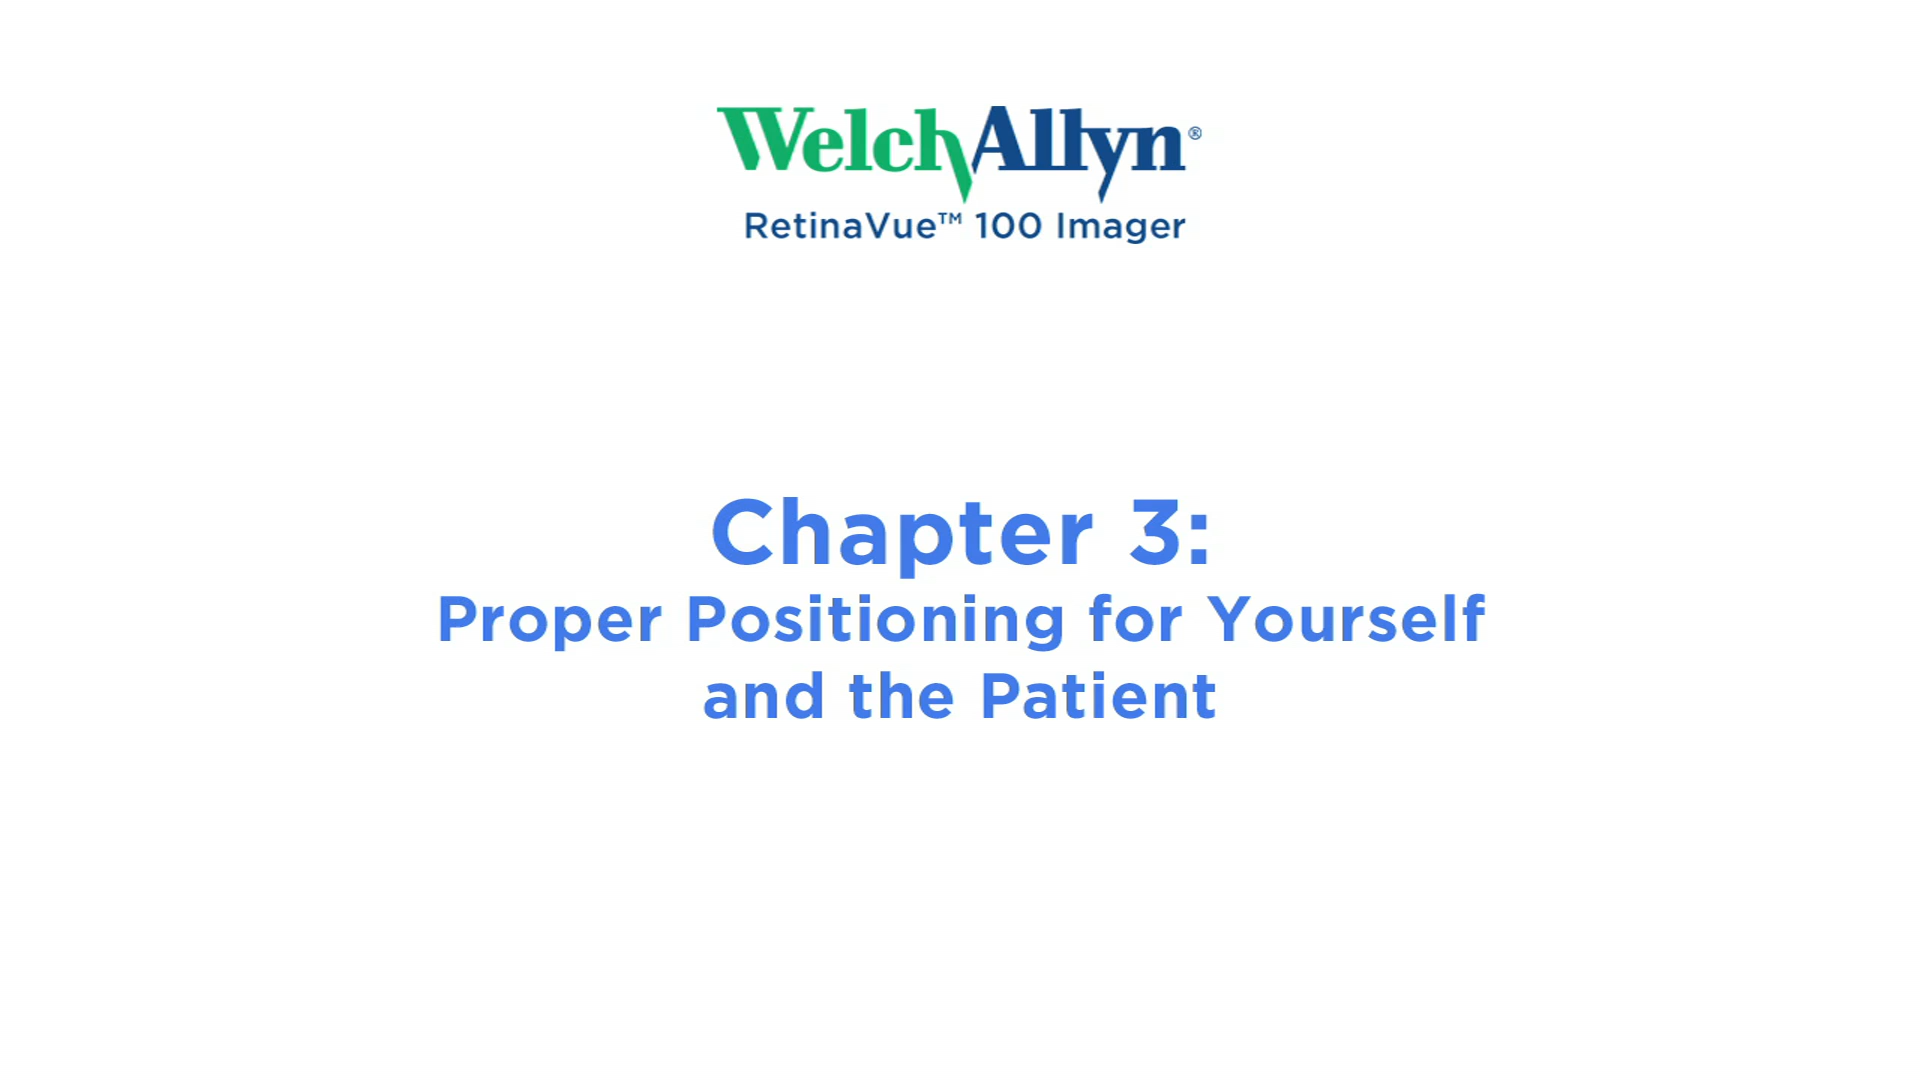 WelchAllyn®
RetinaVue™ 100 Imager
Chapter 3:
Proper Positioning for Yourself
and the Patient